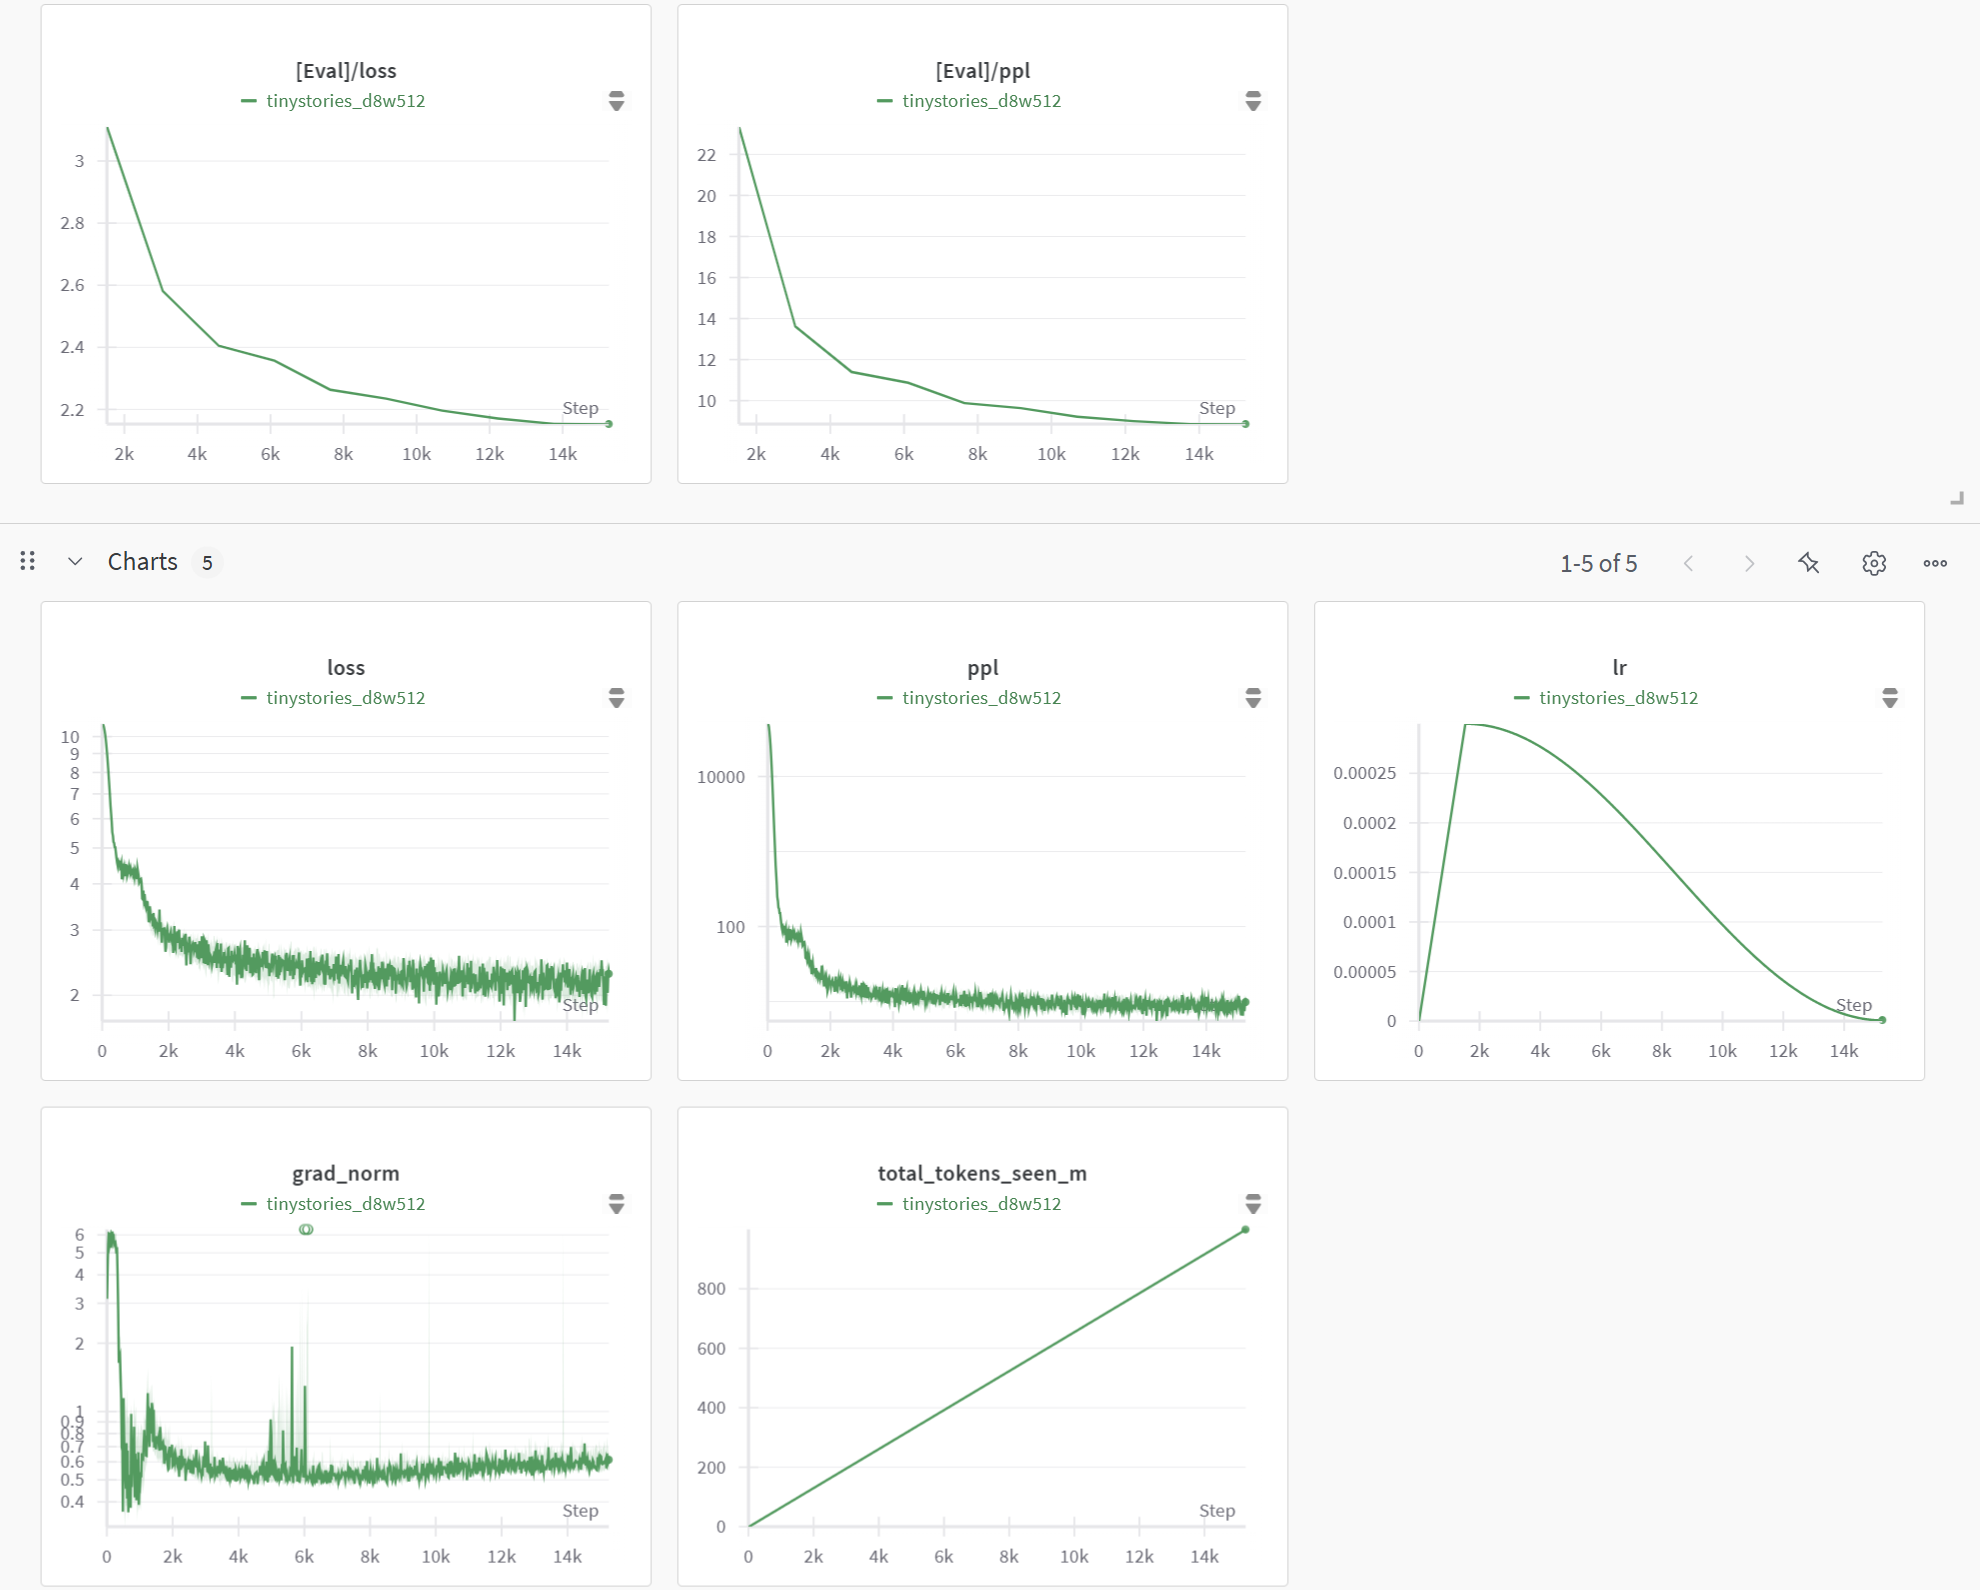 [Eval]/loss
tinystories_d8w512
3
2.8
2.6
2.4
2.2
Step
2k 4k 6k 8k 10k 12k 14k
[Eval]/ppl
tinystories_d8w512
22
20
18
16
14
12
10
Step
2k 4k 6k 8k 10k 12k 14k
Charts 5
1-5 of 5
loss
tinystories_d8w512
10
9
8
7
6
5
4
3
2
Step
0 2k 4k 6k 8k 10k 12k 14k
ppl
tinystories_d8w512
10000
100
Step
0 2k 4k 6k 8k 10k 12k 14k
lr
tinystories_d8w512
0.00025
0.0002
0.00015
0.0001
0.00005
0
Step
0 2k 4k 6k 8k 10k 12k 14k
grad_norm
tinystories_d8w512
6
5
4
3
2
1
0.9
0.8
0.7
0.6
0.5
0.4
Step
0 2k 4k 6k 8k 10k 12k 14k
total_tokens_seen_m
tinystories_d8w512
800
600
400
200
0
Step
0 2k 4k 6k 8k 10k 12k 14k